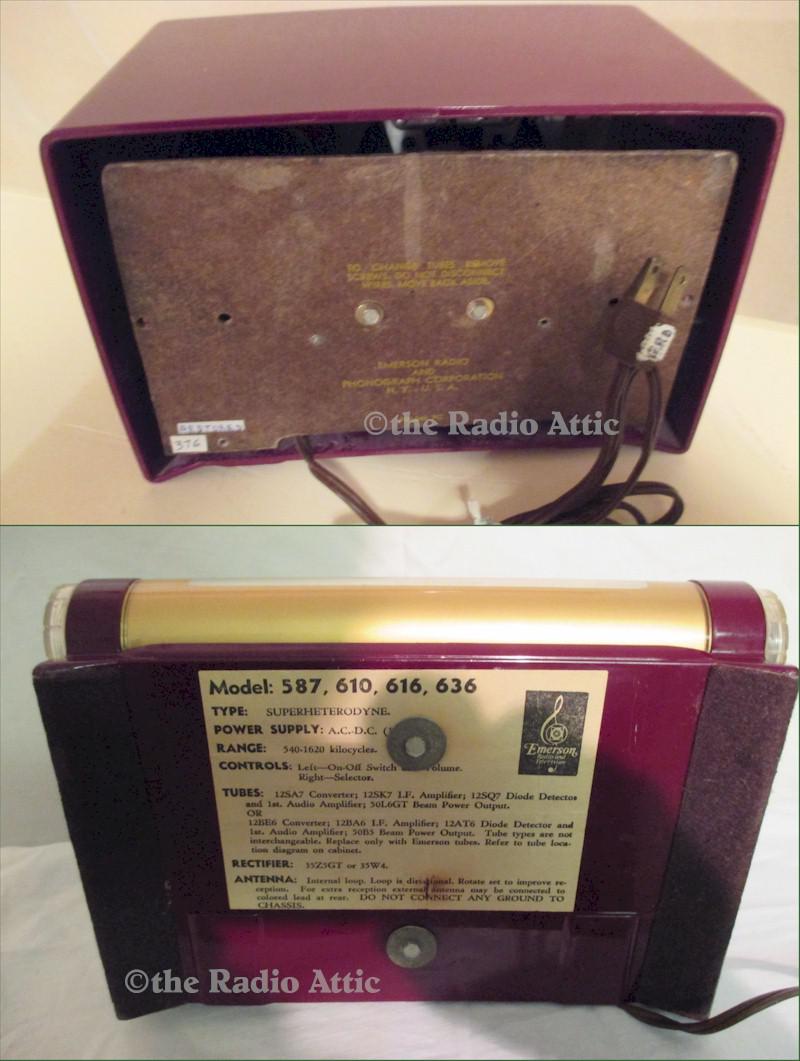 TO CHANGE TUBES REMOVE
SCREWS. DO NOT DISCONNECT
WIRES. MOVE BACK ASIDE.
EMERSON RADIO
AND
PHONOGRAPH CORPORATION
N. Y. - U. S. A.
©the Radio Attic
RESTORED
376
Model: 587, 610, 616, 636
TYPE: SUPERHETERODYNE.
POWER SUPPLY: A.C.-D.C.
RANGE: 540-1620 kilocycles.
CONTROLS: Left—On-Off Switch Volume.
Right—Selector.
TUBES: 12SA7 Converter; 12SK7 I.F. Amplifier; 12SQ7 Diode Detector
and 1st. Audio Amplifier; 50L6GT Beam Power Output.
OR
12BE6 Converter; 12BA6 I.F. Amplifier; 12AT6 Diode Detector and
1st. Audio Amplifier; 50B5 Beam Power Output. Tube types are not
interchangeable. Replace only with Emerson tubes. Refer to tube loca-
tion diagram on cabinet.
RECTIFIER: 35Z5GT or 35W4.
ANTENNA: Internal loop. Loop is directional. Rotate set to improve re-
ception. For extra reception external antenna may be connected to
colored lead at rear. DO NOT CONNECT ANY GROUND TO
CHASSIS.
Emerson
Radio and
Television
©the Radio Attic